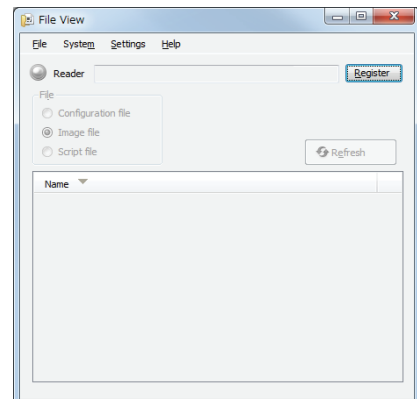 File View
File System Settings Help
Reader Register
File
Configuration file
Image file
Script file
Refresh
Name